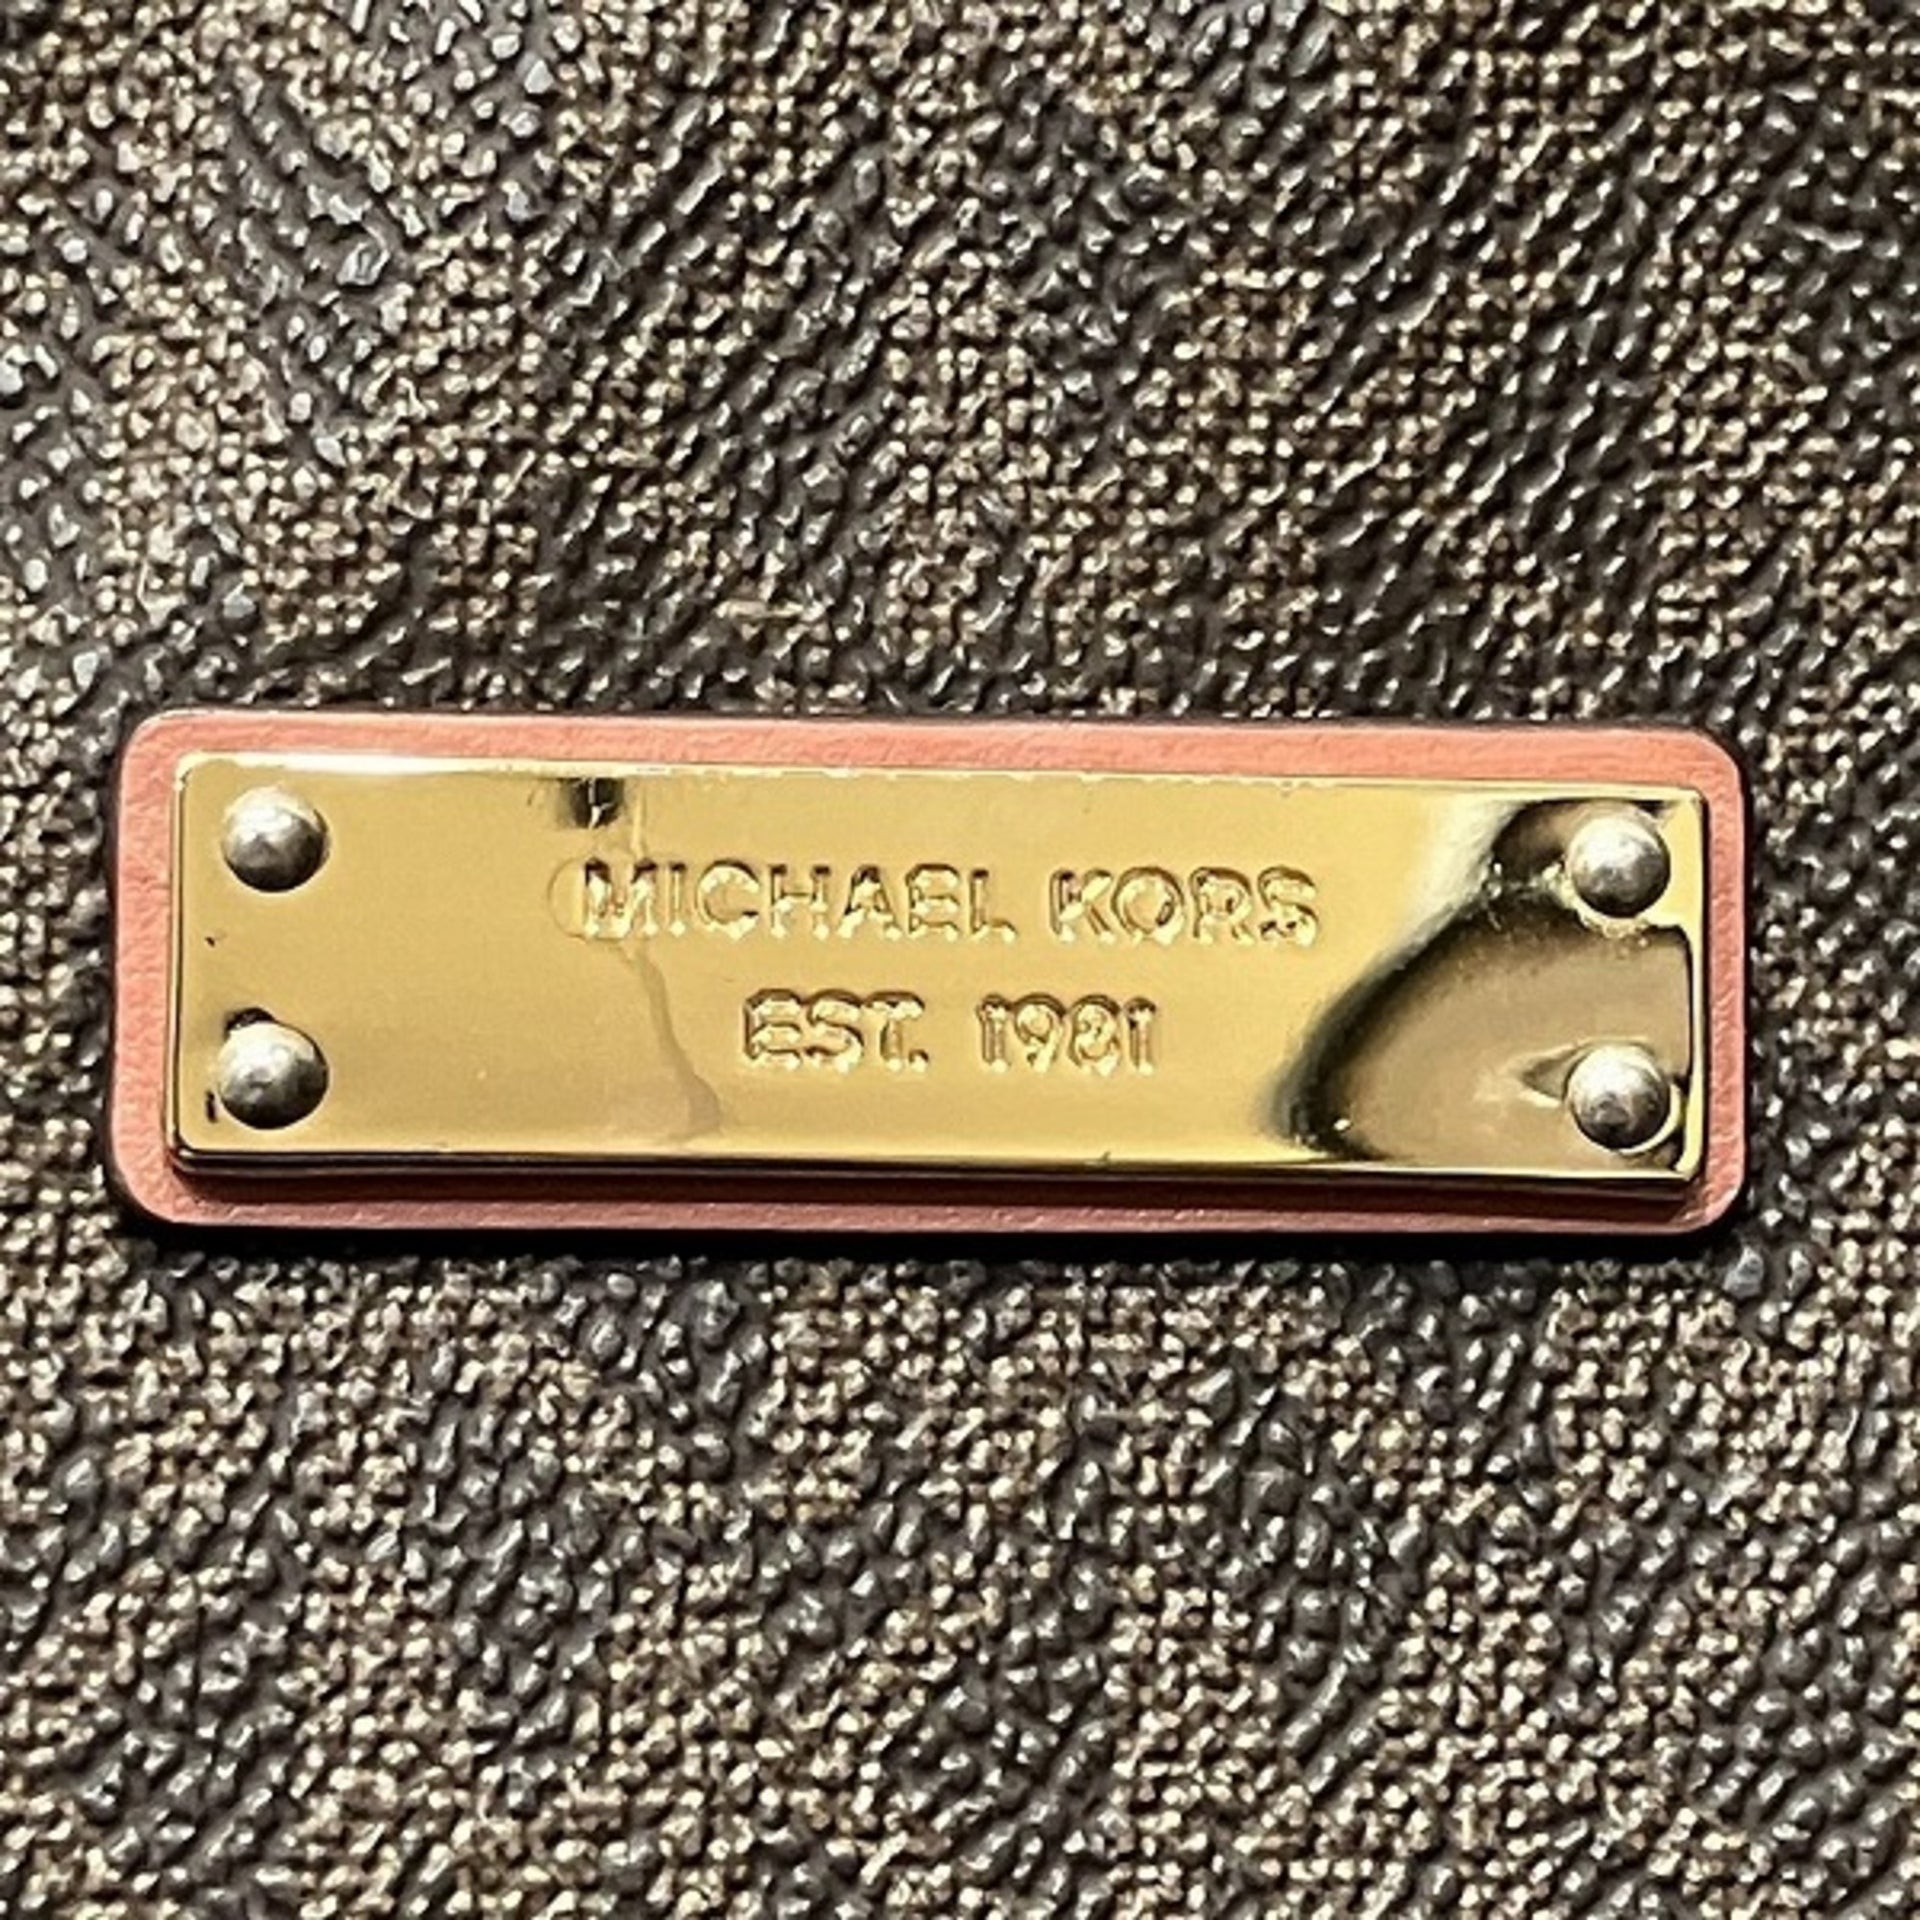 MICHAEL KORS
EST. 1981